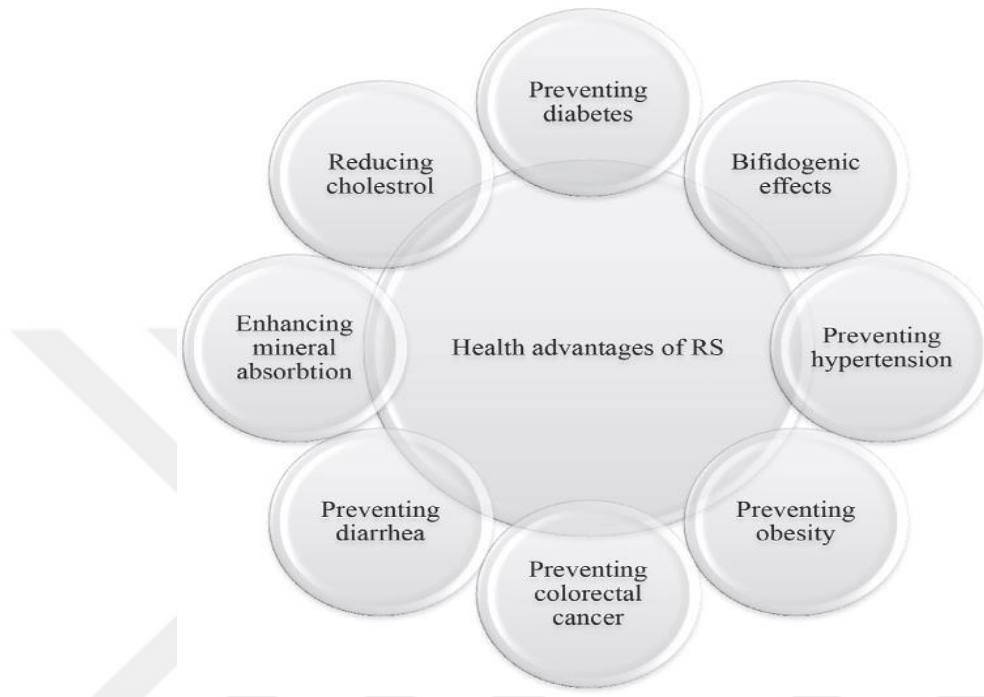 Preventing
diabetes
Bifidogenic
effects
Preventing
hypertension
Preventing
obesity
Preventing
colorectal
cancer
Preventing
diarrhea
Enhancing
mineral
absorbtion
Reducing
cholestrol
Health advantages of RS